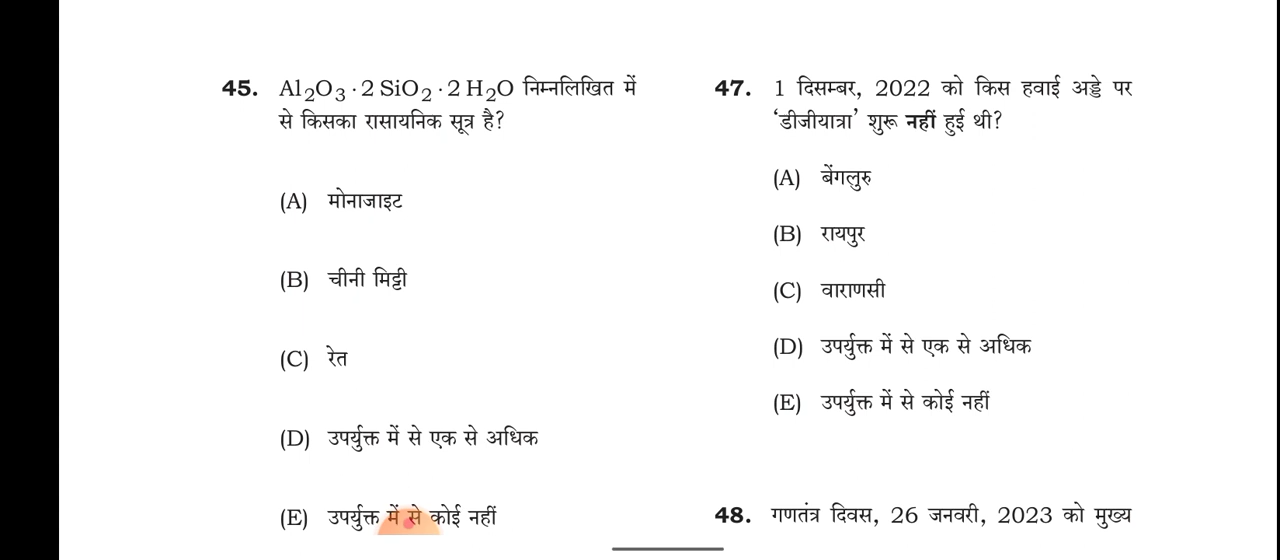 45. Al₂O₃ · 2 SiO₂ · 2 H₂O निम्नलिखित में
से किसका रासायनिक सूत्र है?
(A) मोनाजाइट
(B) चीनी मिट्टी
(C) रेत
(D) उपर्युक्त में से एक से अधिक
(E) उपर्युक्त में से कोई नहीं
47. 1 दिसम्बर, 2022 को किस हवाई अड्डे पर
‘डीजीयात्रा’ शुरू नहीं हुई थी?
(A) बेंगलुरु
(B) रायपुर
(C) वाराणसी
(D) उपर्युक्त में से एक से अधिक
(E) उपर्युक्त में से कोई नहीं
48. गणतंत्र दिवस, 26 जनवरी, 2023 को मुख्य